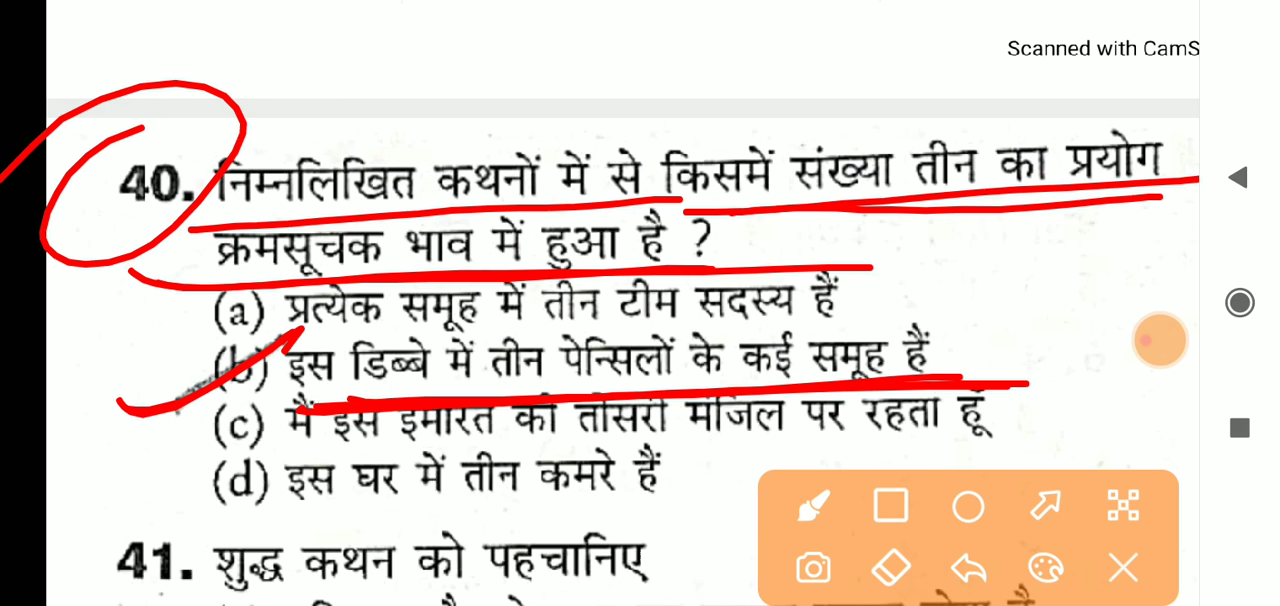 Scanned with CamS
40. निम्नलिखित कथनों में से किसमें संख्या तीन का प्रयोग
क्रमसूचक भाव में हुआ है ?
(a) प्रत्येक समूह में तीन टीम सदस्य हैं
(b) इस डिब्बे में तीन पेन्सिलों के कई समूह हैं
(c) मैं इस इमारत की तीसरी मंजिल पर रहता हूँ
(d) इस घर में तीन कमरे हैं
41. शुद्ध कथन को पहचानिए